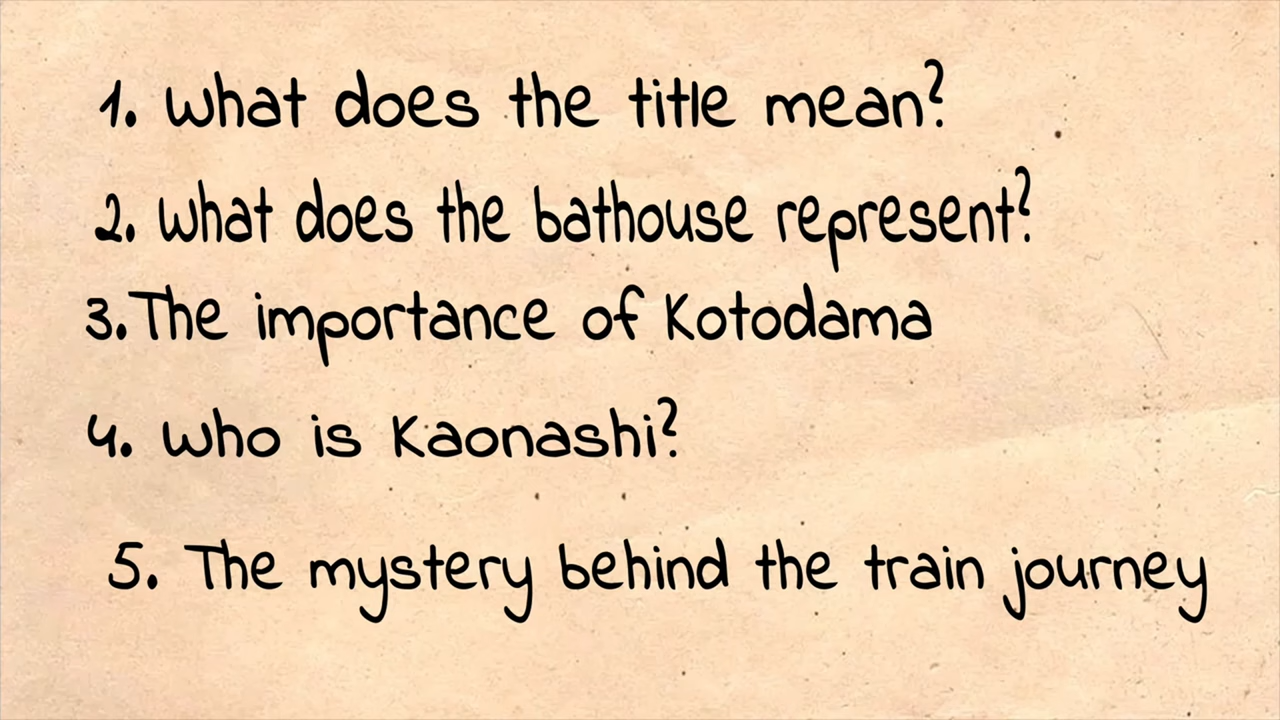 1. What does the title mean?
2. What does the bathouse represent?
3.The importance of Kotodama
4. Who is Kaonashi?
5. The mystery behind the train journey